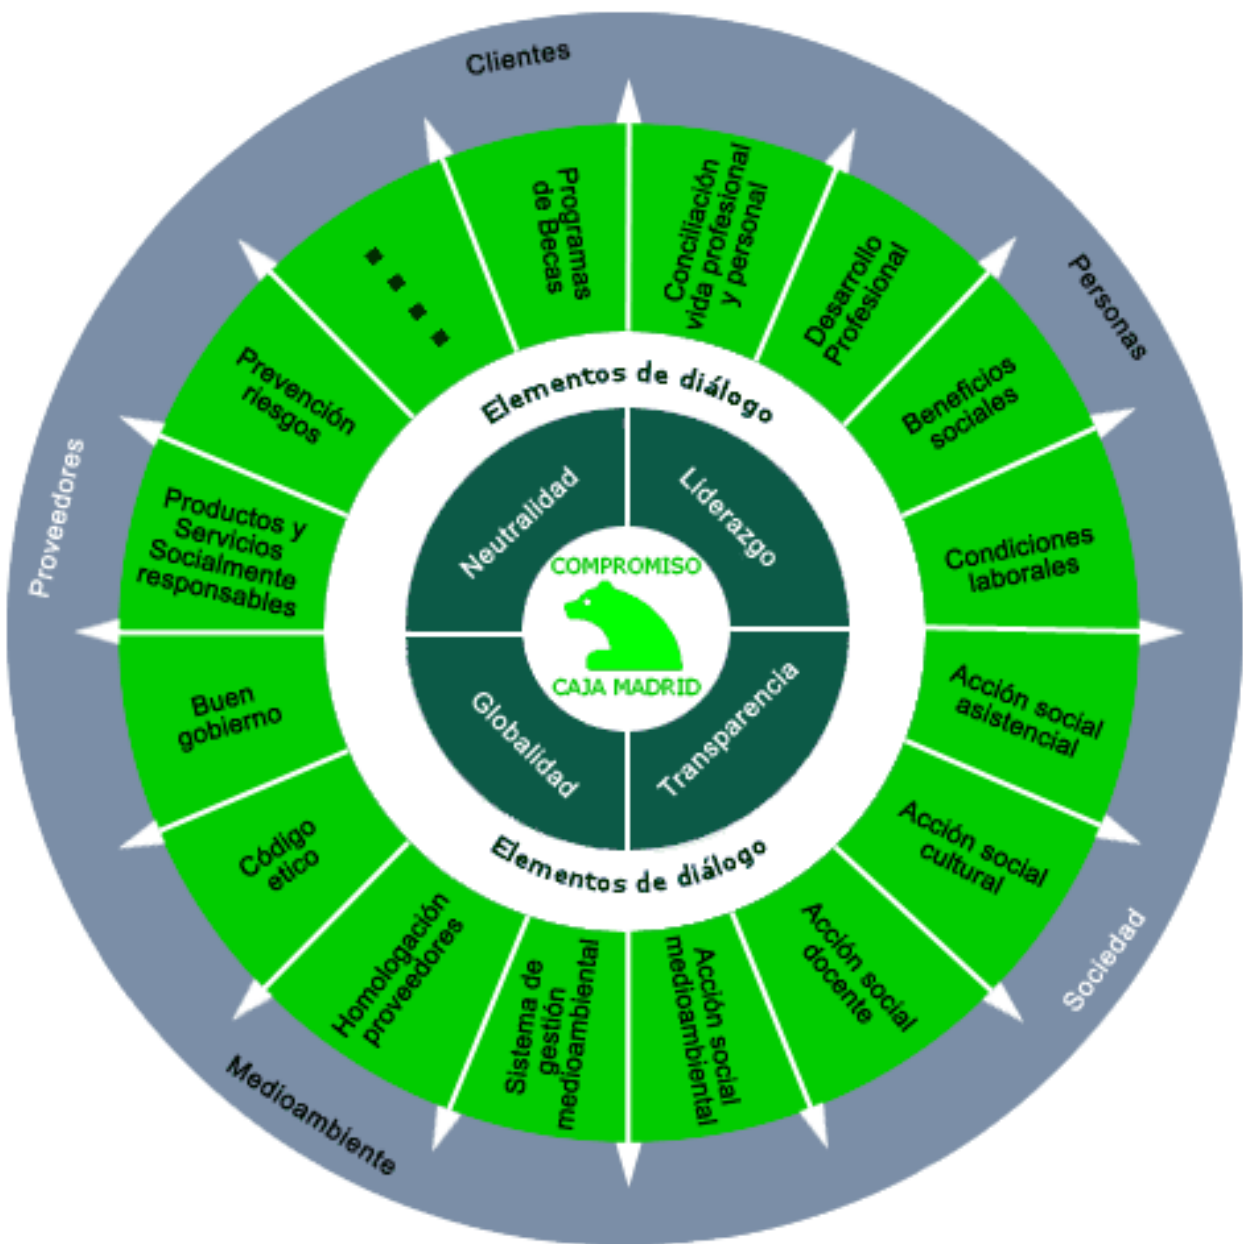 Clientes
Personas
Sociedad
Medioambiente
Proveedores
Conciliación
vida profesional
y personal
Desarrollo
Profesional
Beneficios
sociales
Condiciones
laborales
Acción social
asistencial
Acción social
cultural
Acción social
docente
Acción social
medioambiental
Sistema de
gestión
medioambiental
Homologación
proveedores
Código
etico
Buen
gobierno
Productos y
Servicios
Socialmente
responsables
Prevención
riesgos
Programas
de Becas
Elementos de diálogo
Neutralidad
Liderazgo
Transparencia
Globalidad
Elementos de diálogo
COMPROMISO
CAJA MADRID